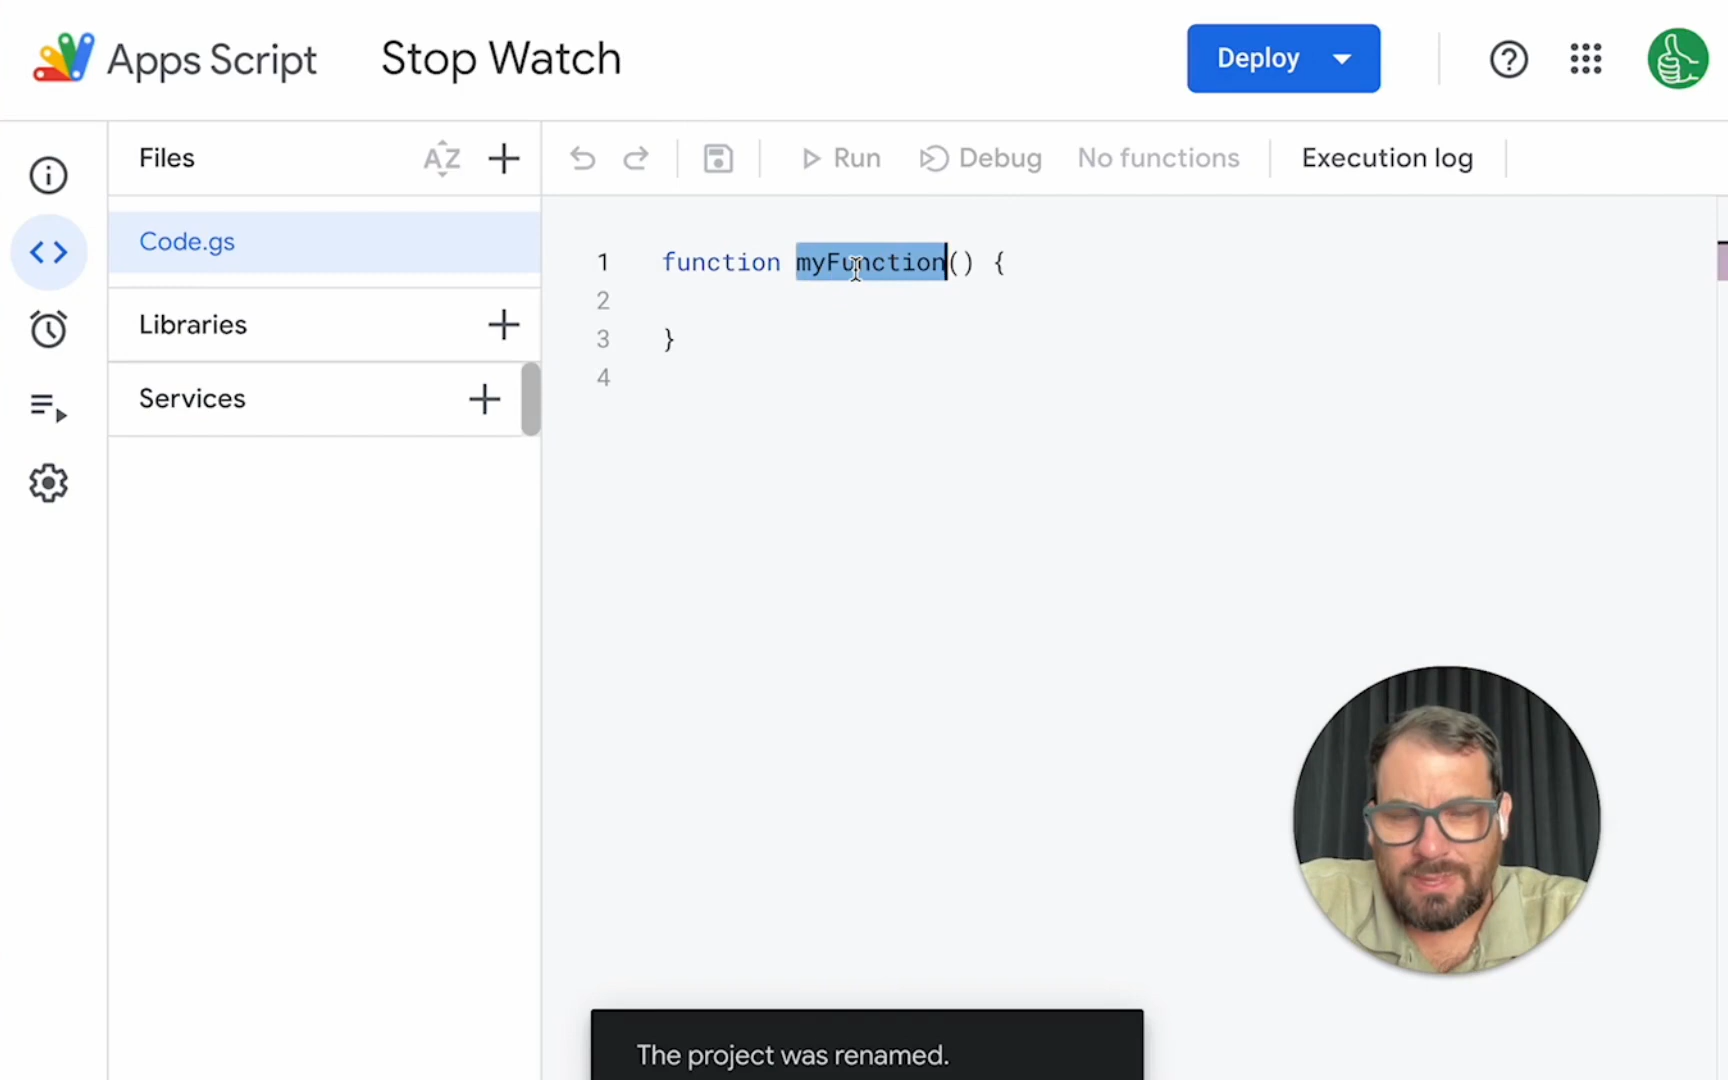 Apps Script
Stop Watch
Deploy
Files
AZ
Run
Debug
No functions
Execution log
Code.gs
Libraries
Services
1 function myFunction() {
2
3 }
4
The project was renamed.